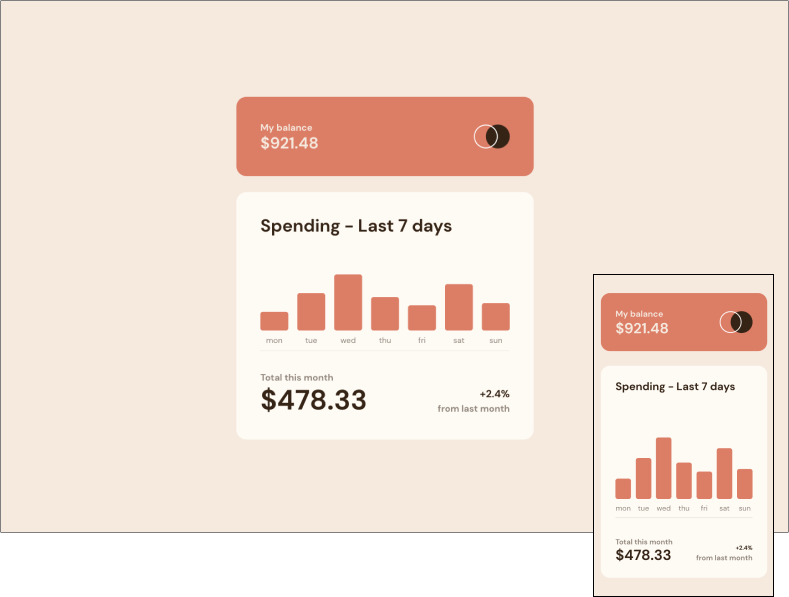 My balance
$921.48
Spending - Last 7 days
mon tue wed thu fri sat sun
Total this month
$478.33
+2.4%
from last month
My balance
$921.48
Spending - Last 7 days
mon tue wed thu fri sat sun
Total this month
$478.33
+2.4%
from last month